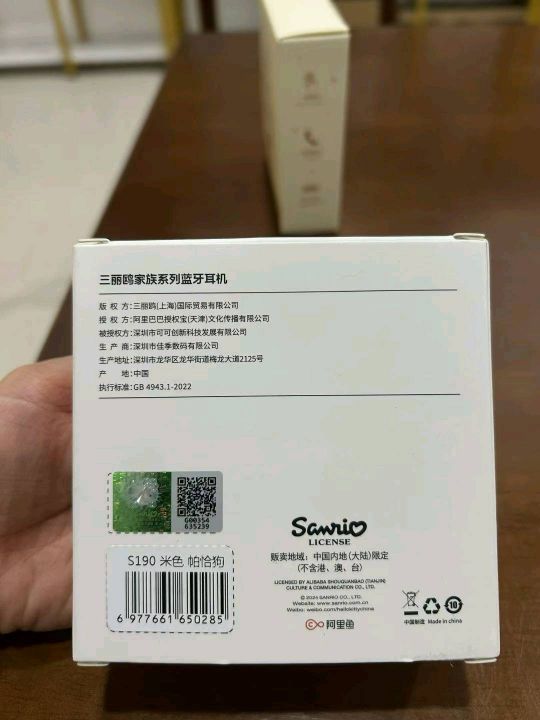 三丽鸥家族系列蓝牙耳机
版 权 方:三丽鸥(上海)国际贸易有限公司
授 权 方:阿里巴巴授权宝(天津)文化传播有限公司
被授权方:深圳市可可创新科技发展有限公司
生 产 商:深圳市佳季数码有限公司
生产地址:深圳市龙华区龙华街道梅龙大道2125号
产 地:中国
执行标准:GB 4943.1-2022
G00354
635239
S190 米色 帕恰狗
6 977661 650285
Sanrio
LICENSE
贩卖地域：中国内地(大陆)限定
(不含港、澳、台)
LICENSED BY ALIBABA SHOUQUANBAO (TIANJIN)
CULTURE & COMMUNICATION CO., LTD.
© 2024 SANRIO CO., LTD.
Website: www.sanrio.com.cn
Weibo: weibo.com/hellokittychina
阿里鱼
10
中国制造 Made in china